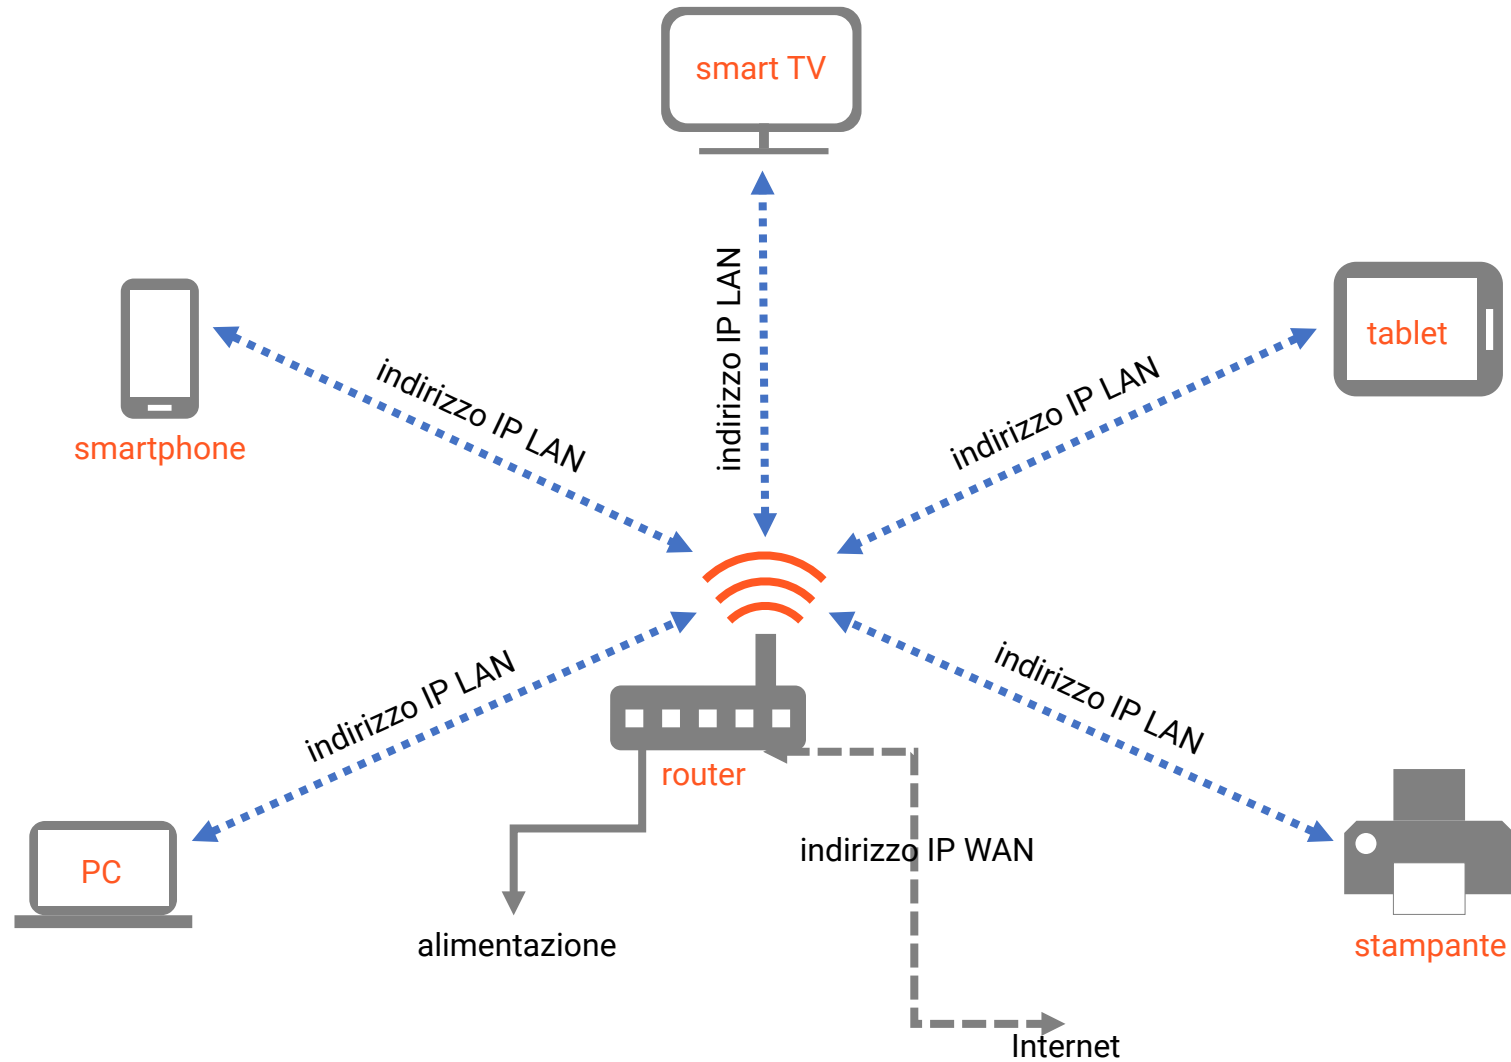 smart TV
indirizzo IP LAN
tablet
indirizzo IP LAN
indirizzo IP LAN
smartphone
indirizzo IP LAN
indirizzo IP LAN
router
indirizzo IP WAN
PC
alimentazione
stampante
Internet